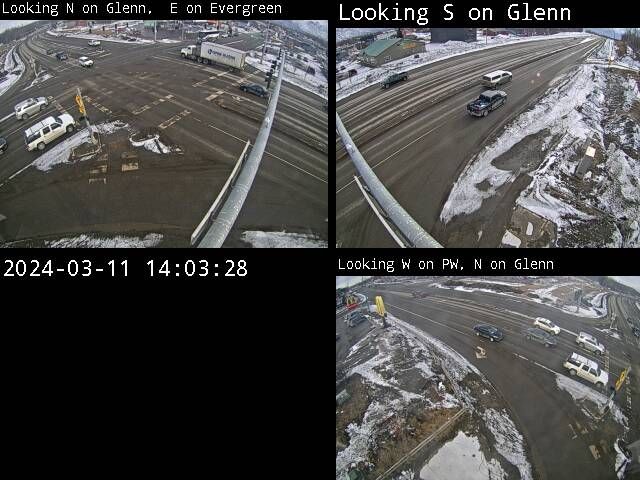 Looking N on Glenn, E on Evergreen
Looking S on Glenn
2024-03-11 14:03:28
Looking W on PW, N on Glenn